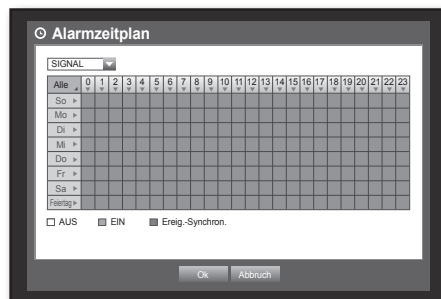 Alarmzeitplan
SIGNAL
Alle 0 1 2 3 4 5 6 7 8 9 10 11 12 13 14 15 16 17 18 19 20 21 22 23
So
Mo
Di
Mi
Do
Fr
Sa
Feiertag
AUS EIN Ereig.-Synchron.
Ok Abbruch